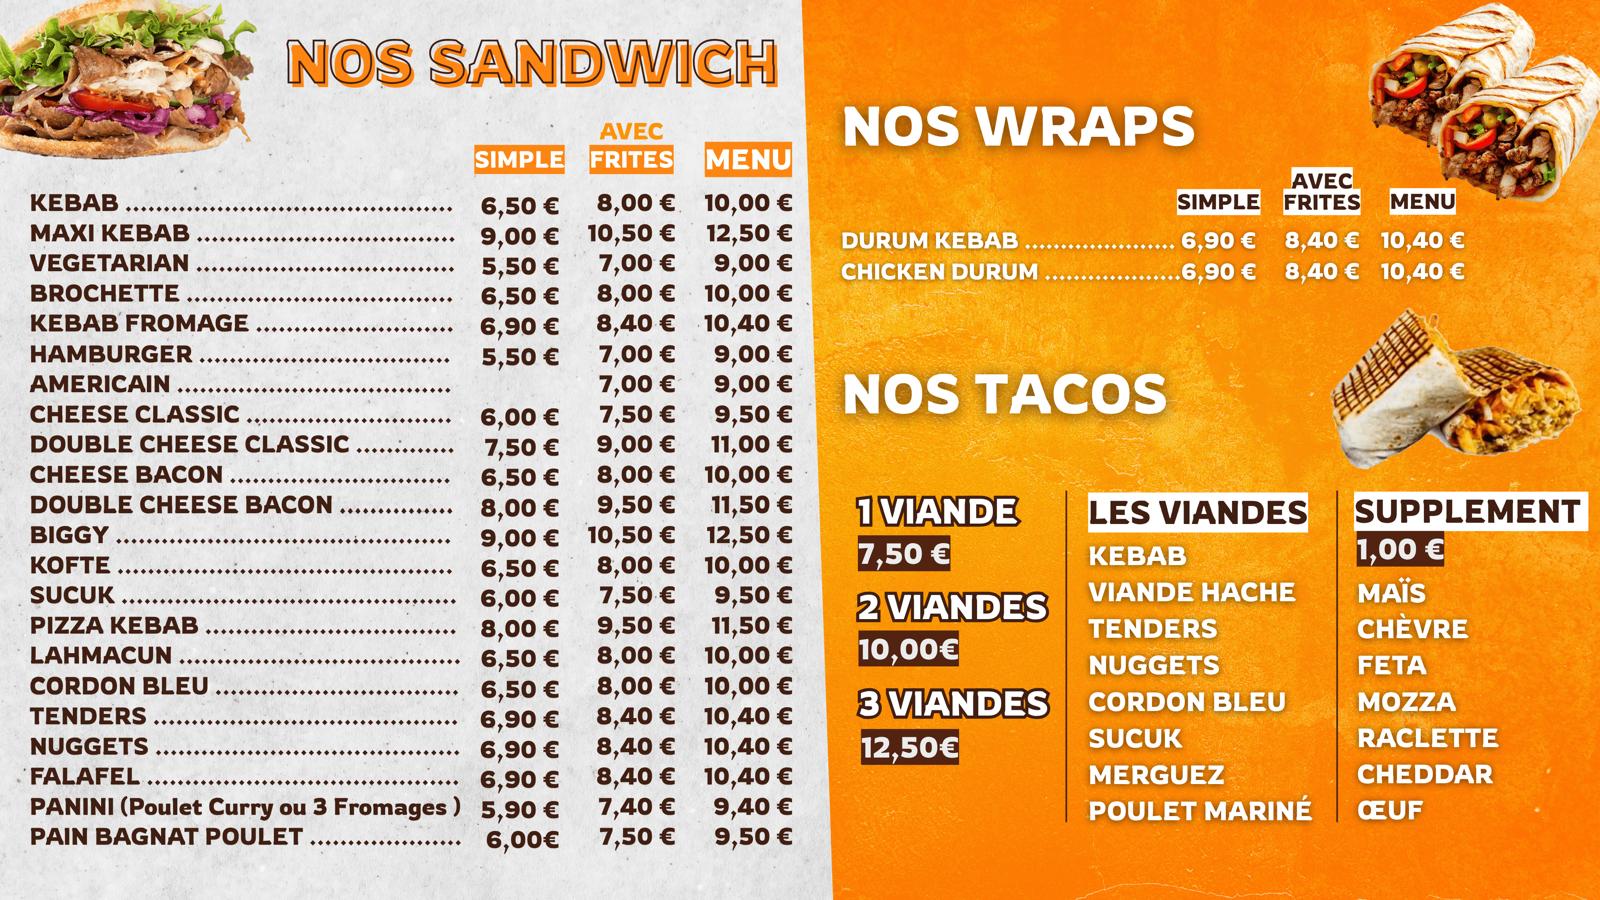 NOS SANDWICH
SIMPLE AVEC FRITES MENU
KEBAB ........ 6,50 € 8,00 € 10,00 €
MAXI KEBAB ........ 9,00 € 10,50 € 12,50 €
VEGETARIAN ........ 5,50 € 7,00 € 9,00 €
BROCHETTE ........ 6,50 € 8,00 € 10,00 €
KEBAB FROMAGE ........ 6,90 € 8,40 € 10,40 €
HAMBURGER ........ 5,50 € 7,00 € 9,00 €
AMERICAIN ........ 7,00 € 9,00 €
CHEESE CLASSIC ........ 6,00 € 7,50 € 9,50 €
DOUBLE CHEESE CLASSIC ........ 7,50 € 9,00 € 11,00 €
CHEESE BACON ........ 6,50 € 8,00 € 10,00 €
DOUBLE CHEESE BACON ........ 8,00 € 9,50 € 11,50 €
BIGGY ........ 9,00 € 10,50 € 12,50 €
KOFTE ........ 6,50 € 8,00 € 10,00 €
SUCUK ........ 6,00 € 7,50 € 9,50 €
PIZZA KEBAB ........ 8,00 € 9,50 € 11,50 €
LAHMACUN ........ 6,50 € 8,00 € 10,00 €
CORDON BLEU ........ 6,50 € 8,00 € 10,00 €
TENDERS ........ 6,90 € 8,40 € 10,40 €
NUGGETS ........ 6,90 € 8,40 € 10,40 €
FALAFEL ........ 6,90 € 8,40 € 10,40 €
PANINI (Poulet Curry ou 3 Fromages ) 5,90 € 7,40 € 9,40 €
PAIN BAGNAT POULET ........ 6,00€ 7,50 € 9,50 €
NOS WRAPS
SIMPLE AVEC FRITES MENU
DURUM KEBAB ........ 6,90 € 8,40 € 10,40 €
CHICKEN DURUM ........ 6,90 € 8,40 € 10,40 €
NOS TACOS
1 VIANDE
7,50 €
2 VIANDES
10,00€
3 VIANDES
12,50€
LES VIANDES
KEBAB
VIANDE HACHE
TENDERS
NUGGETS
CORDON BLEU
SUCUK
MERGUEZ
POULET MARINÉ
SUPPLEMENT
1,00 €
MAÏS
CHÈVRE
FETA
MOZZA
RACLETTE
CHEDDAR
ŒUF